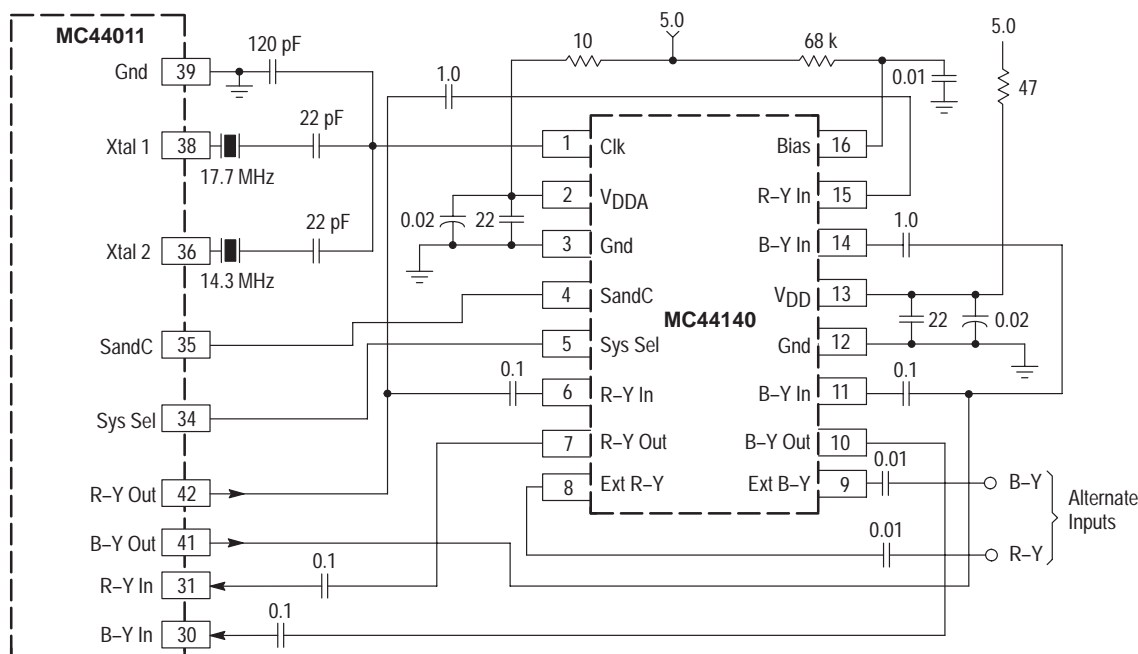 MC44011
Gnd
39
120 pF
Xtal 1
38
22 pF
17.7 MHz
Xtal 2
36
22 pF
14.3 MHz
SandC
35
Sys Sel
34
R–Y Out
42
B–Y Out
41
R–Y In
31
0.1
B–Y In
30
0.1
5.0
10
68 k
0.01
5.0
47
1.0
0.02
22
0.1
MC44140
1
Clk
2
VDDA
3
Gnd
4
SandC
5
Sys Sel
6
R–Y In
7
R–Y Out
8
Ext R–Y
Bias
16
R–Y In
15
B–Y In
14
1.0
VDD
13
22
0.02
Gnd
12
B–Y In
11
0.1
B–Y Out
10
Ext B–Y
9
0.01
B–Y
0.01
R–Y
Alternate
Inputs